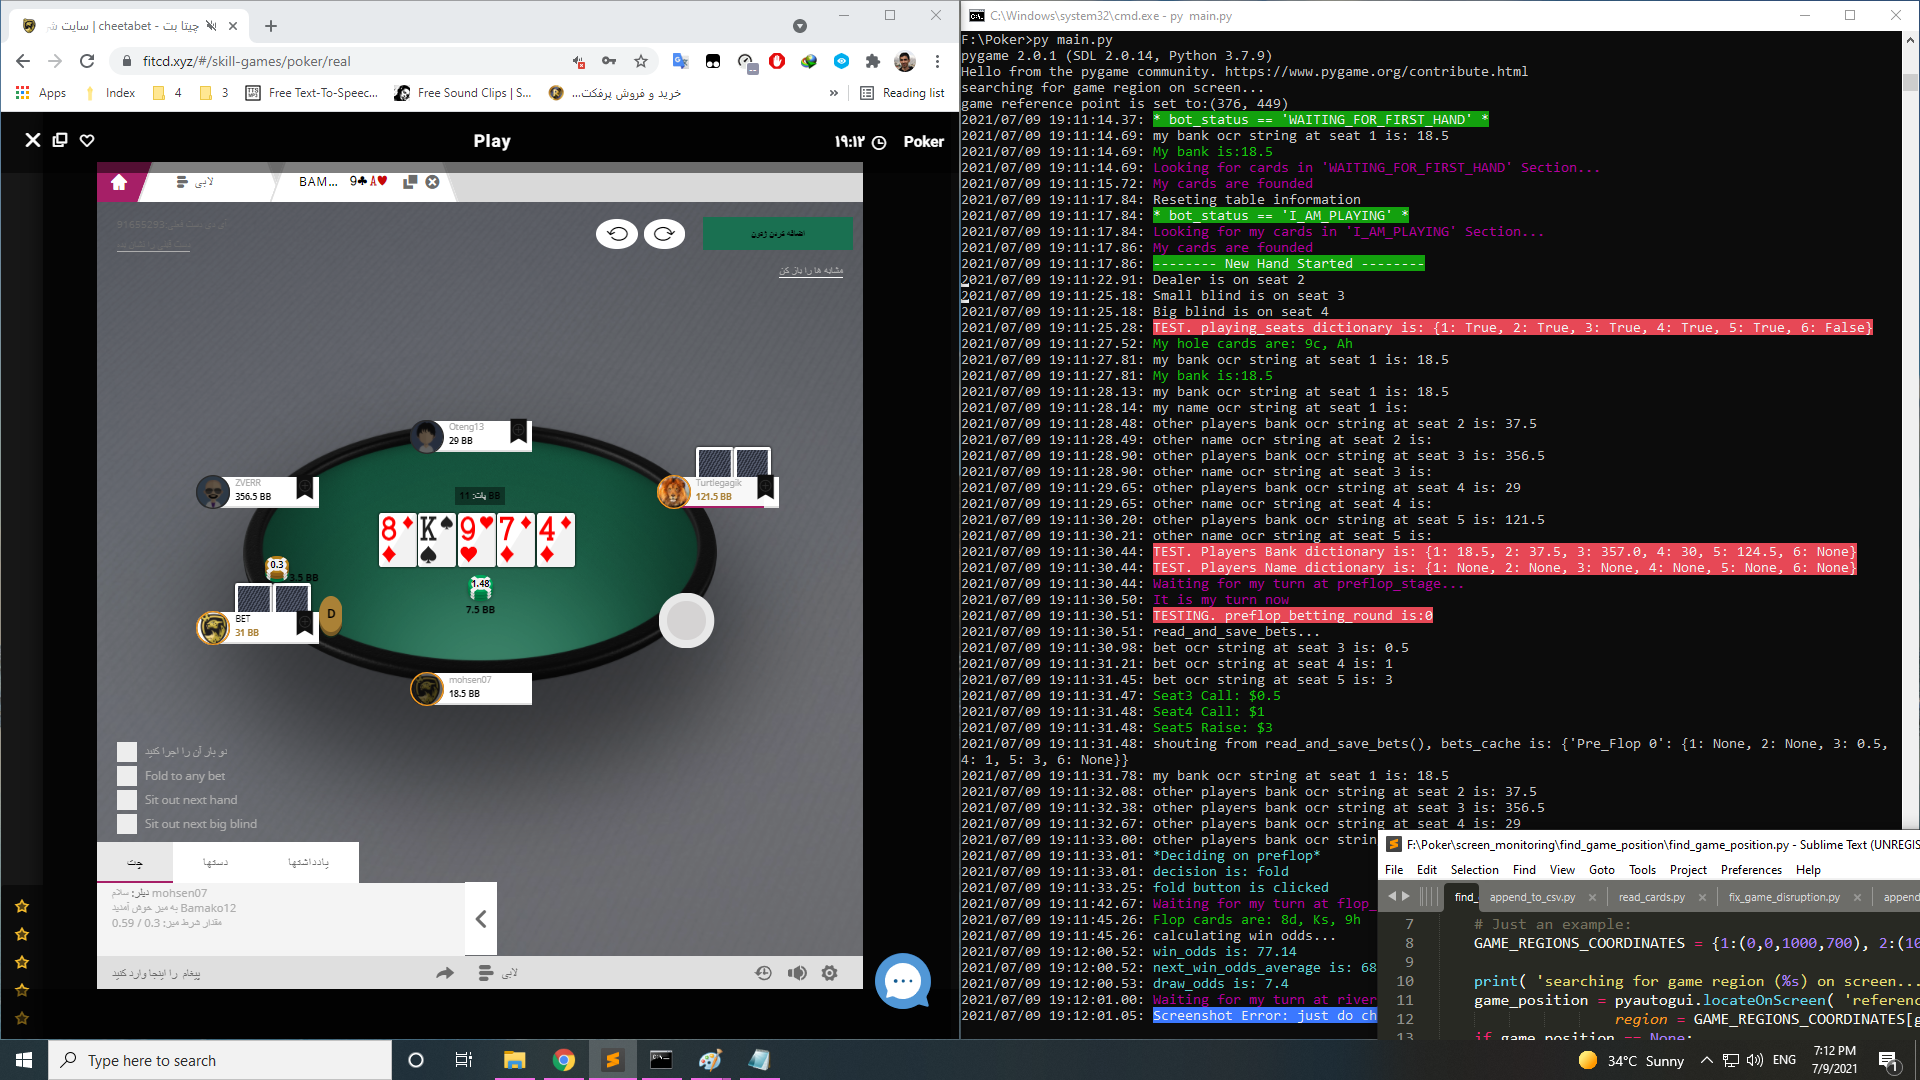 چیتا بت - cheetabet | سایت
fitcd.xyz/#/skill-games/poker/real
Apps
Index
4
3
Free Text-To-Speec...
Free Sound Clips | S...
خرید و فروش پرفکت...
»
Reading list
Play
۱۹:۱۲
Poker
لابی
BAM...
9♣ A♥
91655293
اضافه کردن ژتون
مشابه ها را باز کن
Oteng13
29 BB
ZVERR
356.5 BB
Turtlegagik
121.5 BB
پات: 11 BB
8 K 9 7 4
0.3
3.5 BB
1.48
7.5 BB
BET
31 BB
D
mohsen07
18.5 BB
دو بار آن را اجرا کنید
Fold to any bet
Sit out next hand
Sit out next big blind
چت
دستها
یادداشتها
دیلر: سلام mohsen07
به میز خوش آمدید Bamako12
مقدار شرط میز: 0.3 / 0.59
پیغام را اینجا وارد کنید
لابی
C:\Windows\system32\cmd.exe - py main.py
F:\Poker>py main.py
pygame 2.0.1 (SDL 2.0.14, Python 3.7.9)
Hello from the pygame community. https://www.pygame.org/contribute.html
searching for game region on screen...
game reference point is set to:(376, 449)
2021/07/09 19:11:14.37: * bot_status == 'WAITING_FOR_FIRST_HAND' *
2021/07/09 19:11:14.69: my bank ocr string at seat 1 is: 18.5
2021/07/09 19:11:14.69: My bank is:18.5
2021/07/09 19:11:14.69: Looking for cards in 'WAITING_FOR_FIRST_HAND' Section...
2021/07/09 19:11:15.72: My cards are founded
2021/07/09 19:11:17.84: Reseting table information
2021/07/09 19:11:17.84: * bot_status == 'I_AM_PLAYING' *
2021/07/09 19:11:17.84: Looking for my cards in 'I_AM_PLAYING' Section...
2021/07/09 19:11:17.86: My cards are founded
2021/07/09 19:11:17.86: -------- New Hand Started --------
2021/07/09 19:11:22.91: Dealer is on seat 2
2021/07/09 19:11:25.18: Small blind is on seat 3
2021/07/09 19:11:25.18: Big blind is on seat 4
2021/07/09 19:11:25.28: TEST. playing_seats dictionary is: {1: True, 2: True, 3: True, 4: True, 5: True, 6: False}
2021/07/09 19:11:27.52: My hole cards are: 9c, Ah
2021/07/09 19:11:27.81: my bank ocr string at seat 1 is: 18.5
2021/07/09 19:11:27.81: My bank is:18.5
2021/07/09 19:11:28.13: my bank ocr string at seat 1 is: 18.5
2021/07/09 19:11:28.14: my name ocr string at seat 1 is:
2021/07/09 19:11:28.48: other players bank ocr string at seat 2 is: 37.5
2021/07/09 19:11:28.49: other name ocr string at seat 2 is:
2021/07/09 19:11:28.90: other players bank ocr string at seat 3 is: 356.5
2021/07/09 19:11:28.90: other name ocr string at seat 3 is:
2021/07/09 19:11:29.65: other players bank ocr string at seat 4 is: 29
2021/07/09 19:11:29.65: other name ocr string at seat 4 is:
2021/07/09 19:11:30.20: other players bank ocr string at seat 5 is: 121.5
2021/07/09 19:11:30.21: other name ocr string at seat 5 is:
2021/07/09 19:11:30.44: TEST. Players Bank dictionary is: {1: 18.5, 2: 37.5, 3: 357.0, 4: 30, 5: 124.5, 6: None}
2021/07/09 19:11:30.44: TEST. Players Name dictionary is: {1: None, 2: None, 3: None, 4: None, 5: None, 6: None}
2021/07/09 19:11:30.44: Waiting for my turn at preflop_stage...
2021/07/09 19:11:30.50: It is my turn now
2021/07/09 19:11:30.51: TESTING. preflop_betting_round is:0
2021/07/09 19:11:30.51: read_and_save_bets...
2021/07/09 19:11:30.98: bet ocr string at seat 3 is: 0.5
2021/07/09 19:11:31.21: bet ocr string at seat 4 is: 1
2021/07/09 19:11:31.45: bet ocr string at seat 5 is: 3
2021/07/09 19:11:31.47: Seat3 Call: $0.5
2021/07/09 19:11:31.48: Seat4 Call: $1
2021/07/09 19:11:31.48: Seat5 Raise: $3
2021/07/09 19:11:31.48: shouting from read_and_save_bets(), bets_cache is: {'Pre_Flop 0': {1: None, 2: None, 3: 0.5,
4: 1, 5: 3, 6: None}}
2021/07/09 19:11:31.78: my bank ocr string at seat 1 is: 18.5
2021/07/09 19:11:32.08: other players bank ocr string at seat 2 is: 37.5
2021/07/09 19:11:32.38: other players bank ocr string at seat 3 is: 356.5
2021/07/09 19:11:32.67: other players bank ocr string at seat 4 is: 29
2021/07/09 19:11:33.00: other players bank ocr strin
2021/07/09 19:11:33.01: *Deciding on preflop*
2021/07/09 19:11:33.01: decision is: fold
2021/07/09 19:11:33.25: fold button is clicked
2021/07/09 19:11:42.67: Waiting for my turn at flop_
2021/07/09 19:11:45.26: Flop cards are: 8d, Ks, 9h
2021/07/09 19:11:45.26: calculating win odds...
2021/07/09 19:12:00.52: win_odds is: 77.14
2021/07/09 19:12:00.52: next_win_odds_average is: 68
2021/07/09 19:12:00.53: draw_odds is: 7.4
2021/07/09 19:12:01.00: Waiting for my turn at river
2021/07/09 19:12:01.05: Screenshot Error: just do ch
F:\Poker\screen_monitoring\find_game_position\find_game_position.py - Sublime Text (UNREGIS
File Edit Selection Find View Goto Tools Project Preferences Help
find_ append_to_csv.py read_cards.py fix_game_disruption.py append
7 # Just an example:
8 GAME_REGIONS_COORDINATES = {1:(0,0,1000,700), 2:(10
9
10 print( 'searching for game region (%s) on screen...
11 game_position = pyautogui.locateOnScreen( 'referenc
12 region = GAME_REGIONS_COORDINATES[g
13 if game_position == None:
Type here to search
34°C Sunny
ENG
7:12 PM
7/9/2021
1